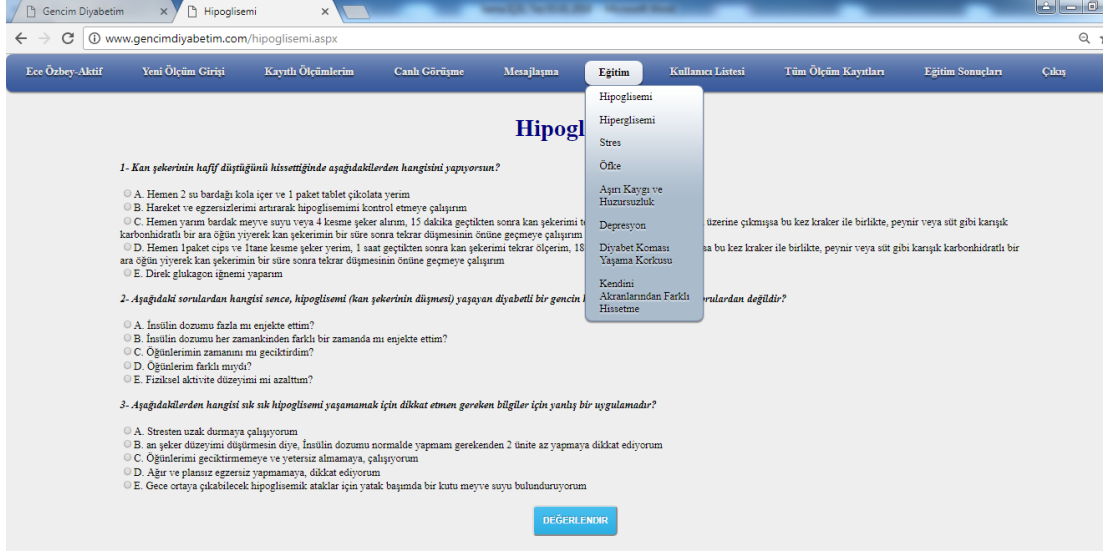 Gencim Diyabetim
Hipoglisemi
www.gencimdiyabetim.com/hipoglisemi.aspx
Ece Özbey-Aktif Yeni Ölçüm Girişi Kayıtlı Ölçümlerim Canlı Görüşme Mesajlaşma Eğitim Kullanıcı Listesi Tüm Ölçüm Kayıtları Eğitim Sonuçları Çıkış
Hipoglisemi
Hiperglisemi
Stres
Öfke
Aşırı Kaygı ve
Huzursuzluk
Depresyon
Diyabet Koması
Yaşama Korkusu
Kendini
Akranlarından Farklı
Hissetme
Hipogl
1- Kan şekerinin hafif düştüğünü hissettiğinde aşağıdakilerden hangisini yapıyorsun?
A. Hemen 2 su bardağı kola içer ve 1 paket tablet çikolata yerim
B. Hareket ve egzersizlerimi artırarak hipoglisemimi kontrol etmeye çalışırım
C. Hemen yarım bardak meyve suyu veya 4 kesme şeker alırım, 15 dakika geçtikten sonra kan şekerimi üzerine çıkmışsa bu kez kraker ile birlikte, peynir veya süt gibi karışık
karbonhidratlı bir ara öğün yiyerek kan şekerimin bir süre sonra tekrar düşmesinin önüne geçmeye çalışırım
D. Hemen 1paket cips ve 1tane kesme şeker yerim, 1 saat geçtikten sonra kan şekerimi tekrar ölçerim, 18 sa bu kez kraker ile birlikte, peynir veya süt gibi karışık karbonhidratlı bir
ara öğün yiyerek kan şekerimin bir süre sonra tekrar düşmesinin önüne geçmeye çalışırım
E. Direk glukagon iğnemi yaparım
2- Aşağıdaki sorulardan hangisi sence, hipoglisemi (kan şekerinin düşmesi) yaşayan diyabetli bir gencin orulardan değildir?
A. İnsülin dozumu fazla mı enjekte ettim?
B. İnsülin dozumu her zamankinden farklı bir zamanda mı enjekte ettim?
C. Öğünlerimin zamanını mı geciktirdim?
D. Öğünlerim farklı mıydı?
E. Fiziksel aktivite düzeyimi mi azalttım?
3- Aşağıdakilerden hangisi sık sık hipoglisemi yaşamamak için dikkat etmen gereken bilgiler için yanlış bir uygulamadır?
A. Stresten uzak durmaya çalışıyorum
B. an şeker düzeyimi düşürmesin diye, İnsülin dozumu normalde yapmam gerekenden 2 ünite az yapmaya dikkat ediyorum
C. Öğünlerimi geciktirmemeye ve yetersiz almamaya, çalışıyorum
D. Ağır ve plansız egzersiz yapmamaya, dikkat ediyorum
E. Gece ortaya çıkabilecek hipoglisemik ataklar için yatak başımda bir kutu meyve suyu bulunduruyorum
DEĞERLENDIR